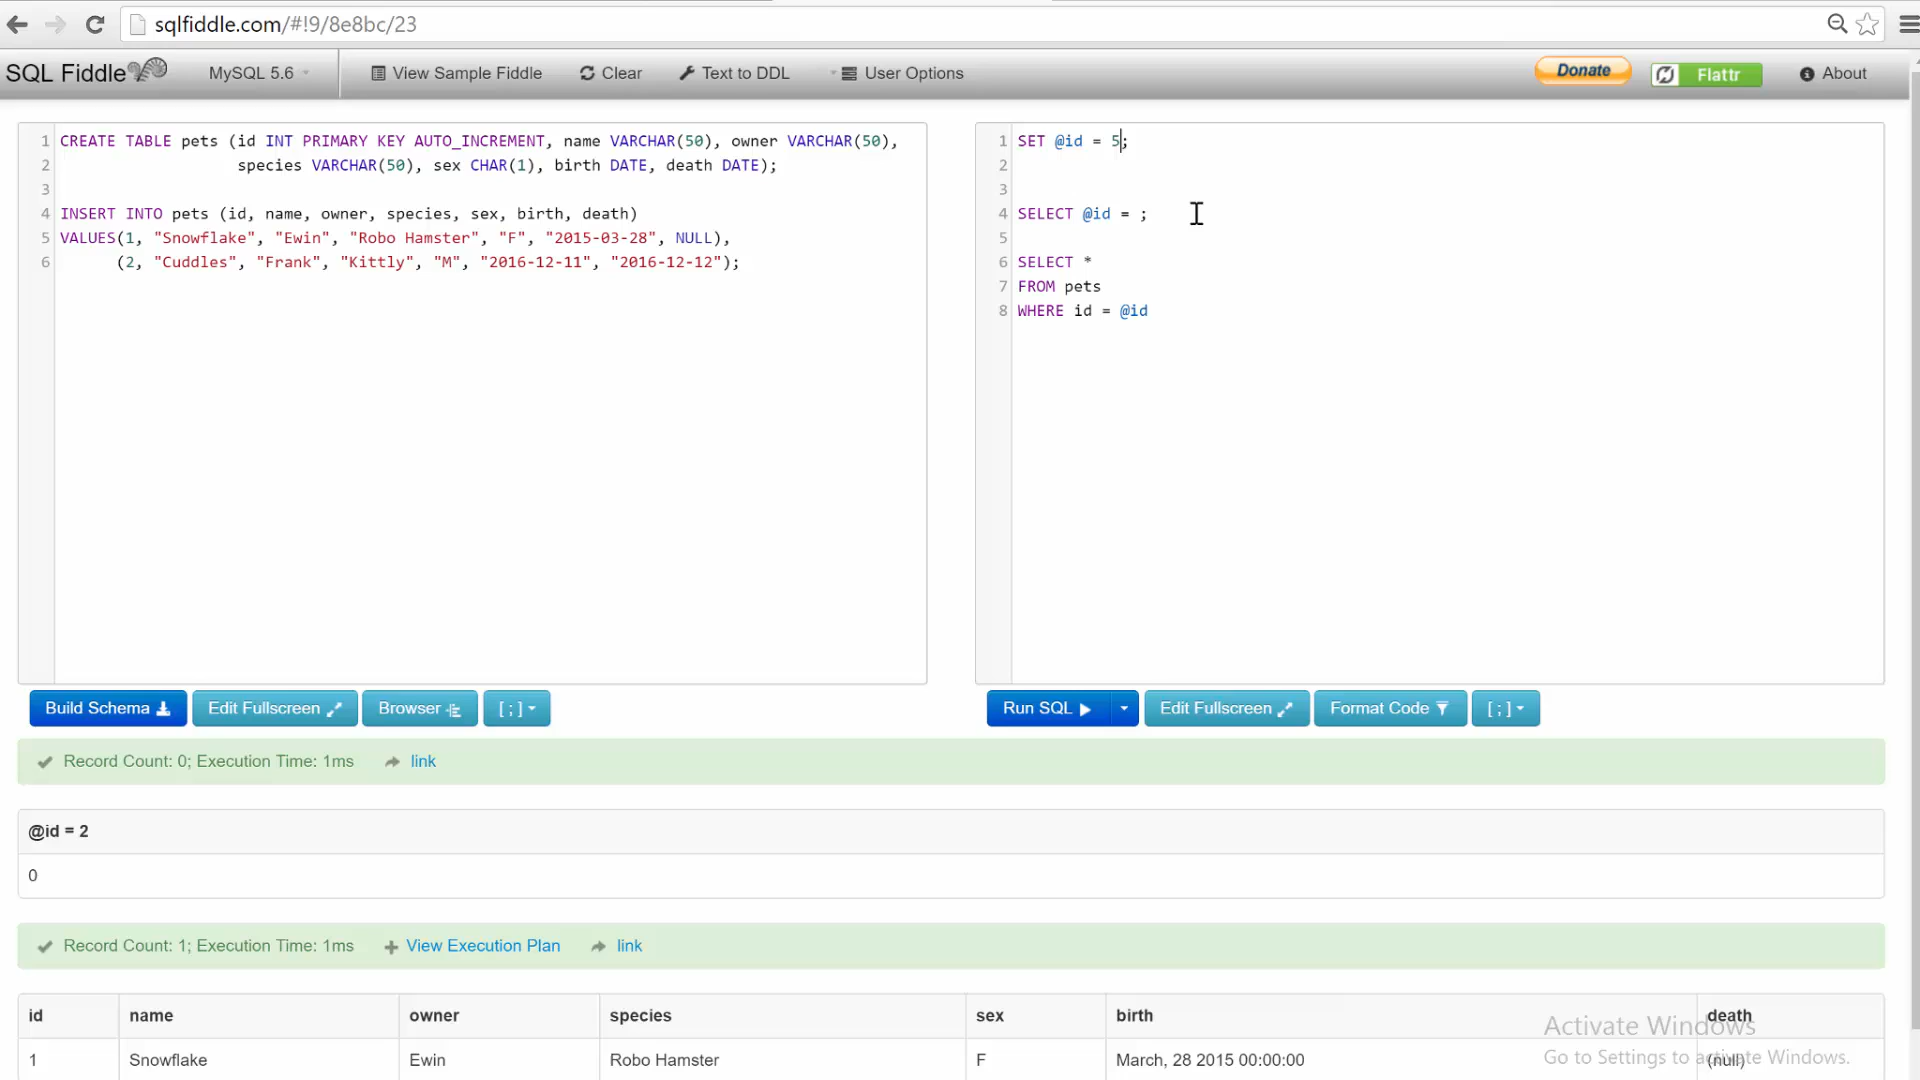 sqlfiddle.com/#!9/8e8bc/23
SQL Fiddle MySQL 5.6 View Sample Fiddle Clear Text to DDL User Options Donate Flattr About
1 CREATE TABLE pets (id INT PRIMARY KEY AUTO_INCREMENT, name VARCHAR(50), owner VARCHAR(50),
2 species VARCHAR(50), sex CHAR(1), birth DATE, death DATE);
3
4 INSERT INTO pets (id, name, owner, species, sex, birth, death)
5 VALUES(1, "Snowflake", "Ewin", "Robo Hamster", "F", "2015-03-28", NULL),
6 (2, "Cuddles", "Frank", "Kittly", "M", "2016-12-11", "2016-12-12");
1 SET @id = 5;
2
3
4 SELECT @id = ;
5
6 SELECT *
7 FROM pets
8 WHERE id = @id
Build Schema Edit Fullscreen Browser [ ; ]
Run SQL Edit Fullscreen Format Code [ ; ]
Record Count: 0; Execution Time: 1ms link
@id = 2
0
Record Count: 1; Execution Time: 1ms View Execution Plan link
id name owner species sex birth death
1 Snowflake Ewin Robo Hamster F March, 28 2015 00:00:00 (null)
Activate Windows
Go to Settings to activate Windows.